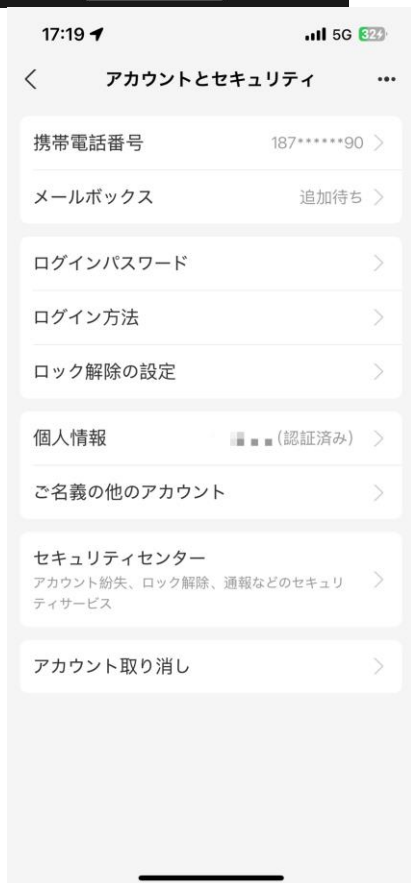 17:19
5G 32
アカウントとセキュリティ
携帯電話番号 187******90
メールボックス 追加待ち
ログインパスワード
ログイン方法
ロック解除の設定
個人情報 (認証済み)
ご名義の他のアカウント
セキュリティセンター
アカウント紛失、ロック解除、通報などのセキュリ
ティサービス
アカウント取り消し